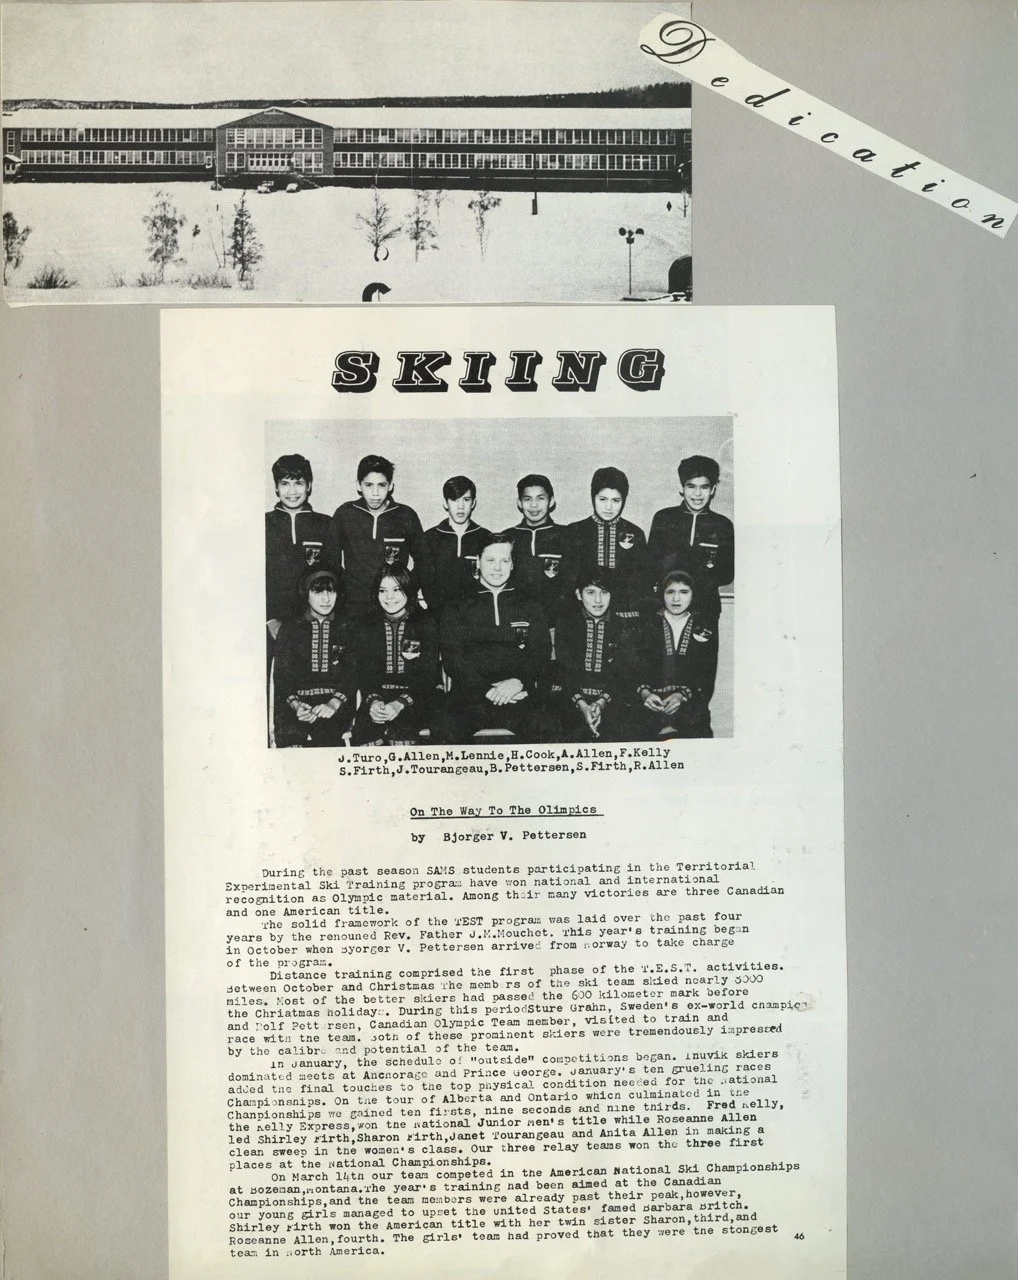 Dedication
SKIING
J.Turo,G.Allen,M.Lennie,H.Cook,A.Allen,F.Kelly
S.Firth,J.Tourangeau,B.Pettersen,S.Firth,R.Allen
On The Way To The Olimpics
by Bjorger V. Pettersen
During the past season SAMS students participating in the Territorial
Experimental Ski Training program have won national and international
recognition as Olympic material. Among their many victories are three Canadian
and one American title.
The solid framework of the TEST program was laid over the past four
years by the renouned Rev. Father J.M.Mouchet. This year's training began
in October when Bjorger V. Pettersen arrived from Norway to take charge
of the program.
Distance training comprised the first phase of the T.E.S.T. activities.
Between October and Christmas The members of the ski team skied nearly
miles. Most of the better skiers had passed the 600 kilometer mark before
the Chriatmas holidays. During this periodSture Grahn, Sweden's ex-world champion
and Rolf Pettersen, Canadian Olympic Team member, visited to train and
race with the team. Both of these prominent skiers were tremendously impressed
by the calibre and potential of the team.
In January, the schedule of "outside" competitions began. Inuvik skiers
dominated meets at Anchorage and Prince George. January's ten grueling races
added the final touches to the top physical condition needed for the National
Championships. On the tour of Alberta and Ontario which culminated in the
Chanpionships we gained ten firsts, nine seconds and nine thirds. Fred Kelly,
the Kelly Express,won the National Junior Men's title while Roseanne Allen
led Shirley Firth,Sharon Firth,Janet Tourangeau and Anita Allen in making a
clean sweep in the women's class. Our three relay teams won the three first
places at the National Championships.
On March 14th our team competed in the American National Ski Championships
at Bozeman,Montana.The year's training had been aimed at the Canadian
Championships,and the team members were already past their peak,however,
our young girls managed to upset the United States' famed Barbara Britch.
Shirley Firth won the American title with her twin sister Sharon,third,and
Roseanne Allen,fourth. The girls' team had proved that they were the stongest
team in North America.
46